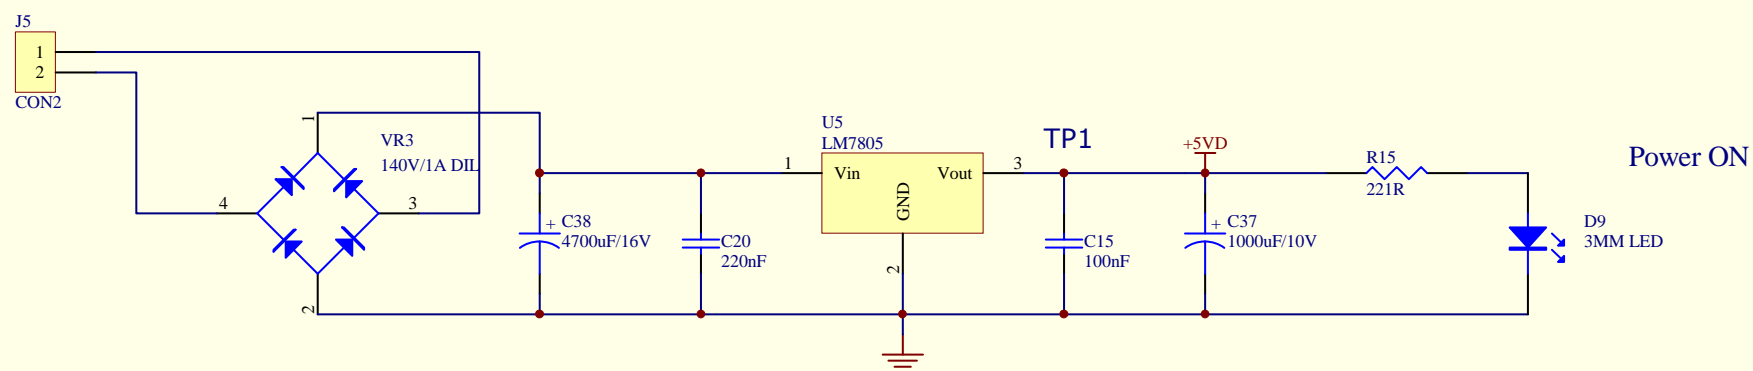 J5
1
2
CON2
1
VR3
140V/1A DIL
4
3
2
+
C38
4700uF/16V
C20
220nF
U5
LM7805
1
Vin
Vout
3
GND
2
TP1
+5VD
C15
100nF
+
C37
1000uF/10V
R15
221R
Power ON
D9
3MM LED